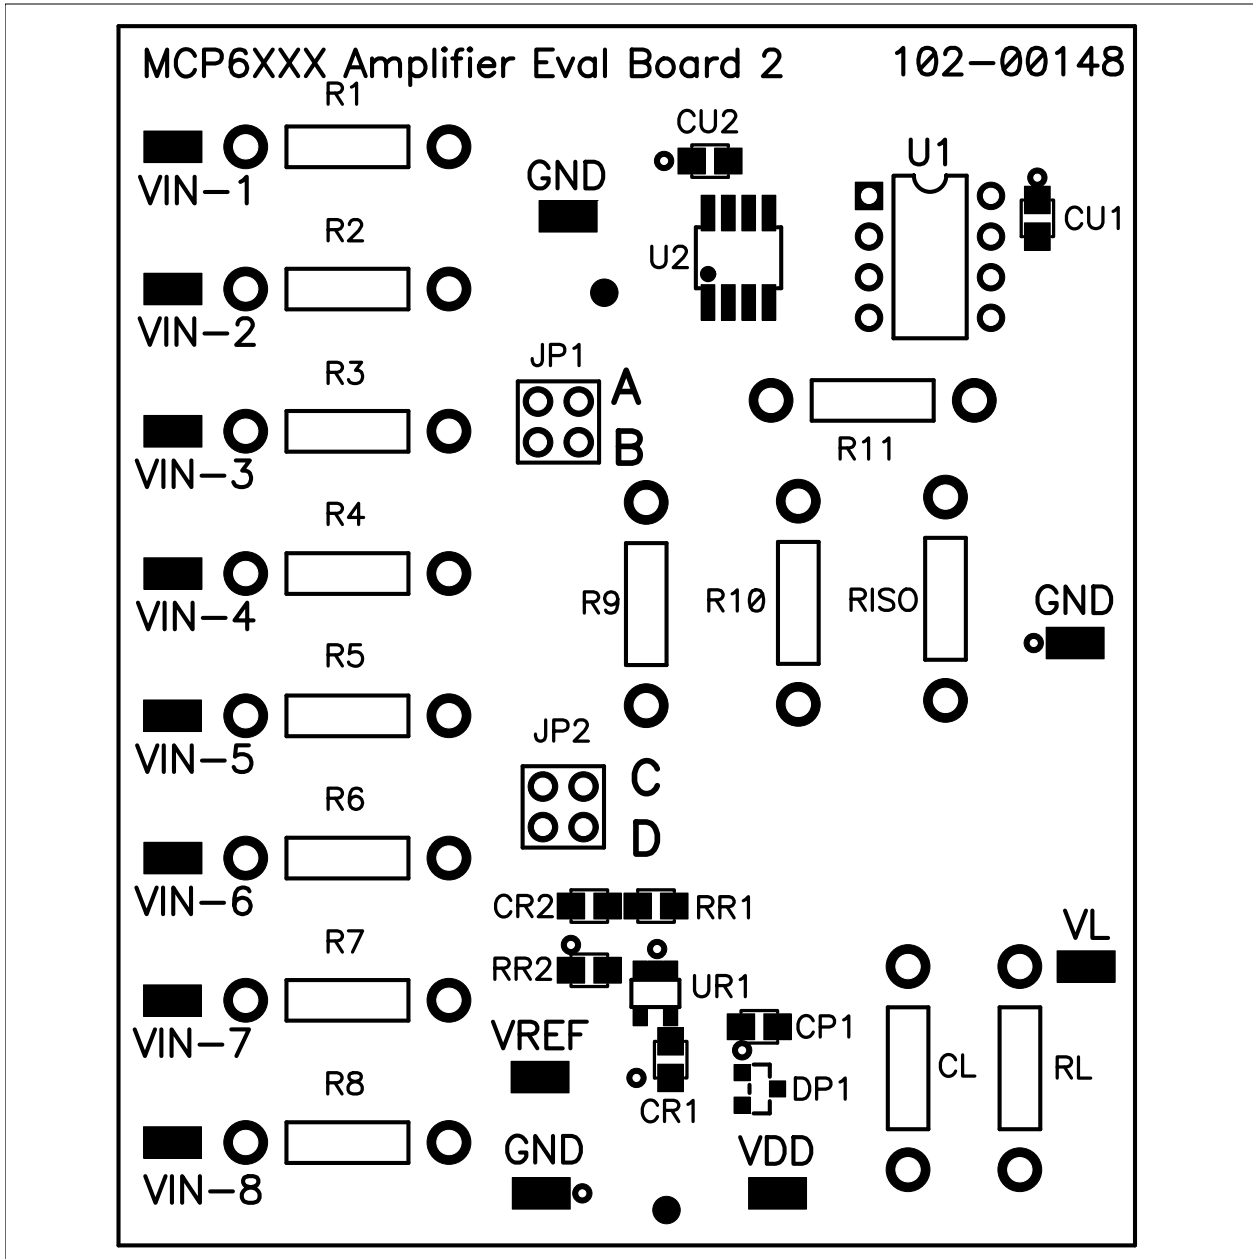 MCP6XXX Amplifier Eval Board 2
102-00148
R1
VIN-1
R2
VIN-2
R3
VIN-3
R4
VIN-4
R5
VIN-5
R6
VIN-6
R7
VIN-7
R8
VIN-8
GND
CU2
U2
U1
CU1
JP1
A
B
R11
R9
R10
RISO
GND
JP2
C
D
CR2
RR1
RR2
UR1
VREF
CR1
CP1
DP1
GND
VDD
VL
CL
RL